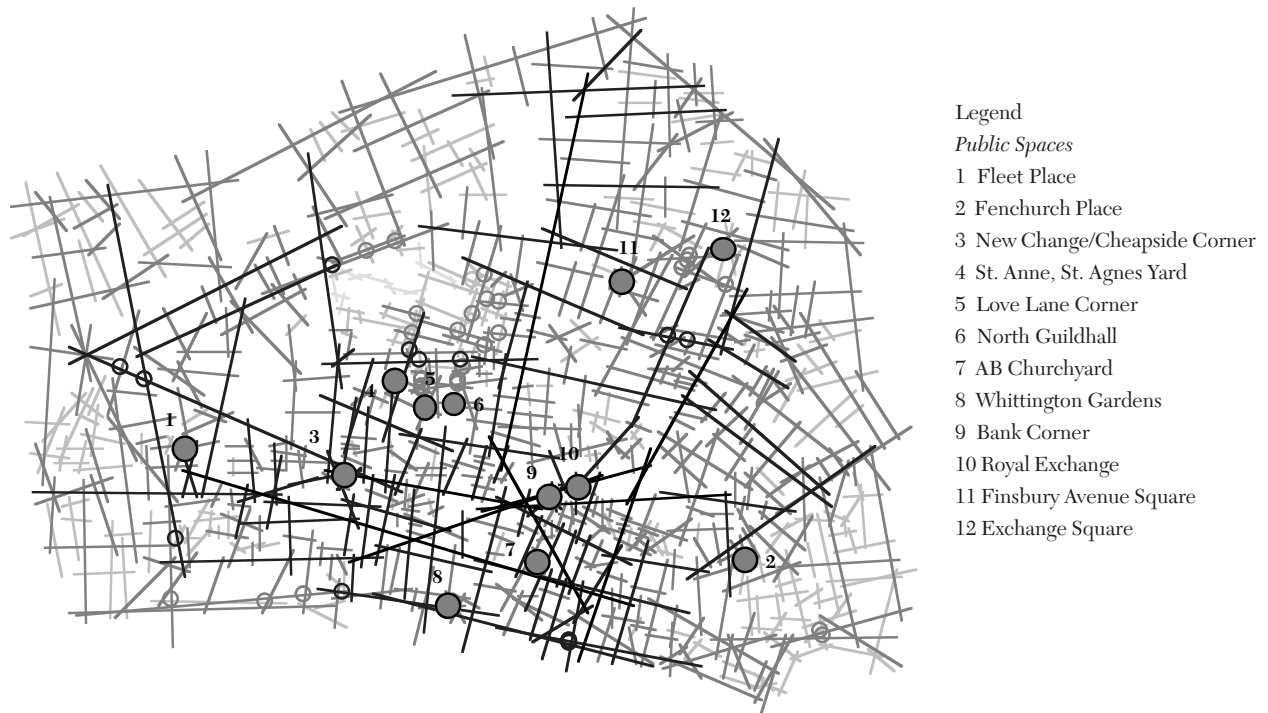 12
11
4
5
6
1
3
10
9
7
2
8
Legend
Public Spaces
1 Fleet Place
2 Fenchurch Place
3 New Change/Cheapside Corner
4 St. Anne, St. Agnes Yard
5 Love Lane Corner
6 North Guildhall
7 AB Churchyard
8 Whittington Gardens
9 Bank Corner
10 Royal Exchange
11 Finsbury Avenue Square
12 Exchange Square